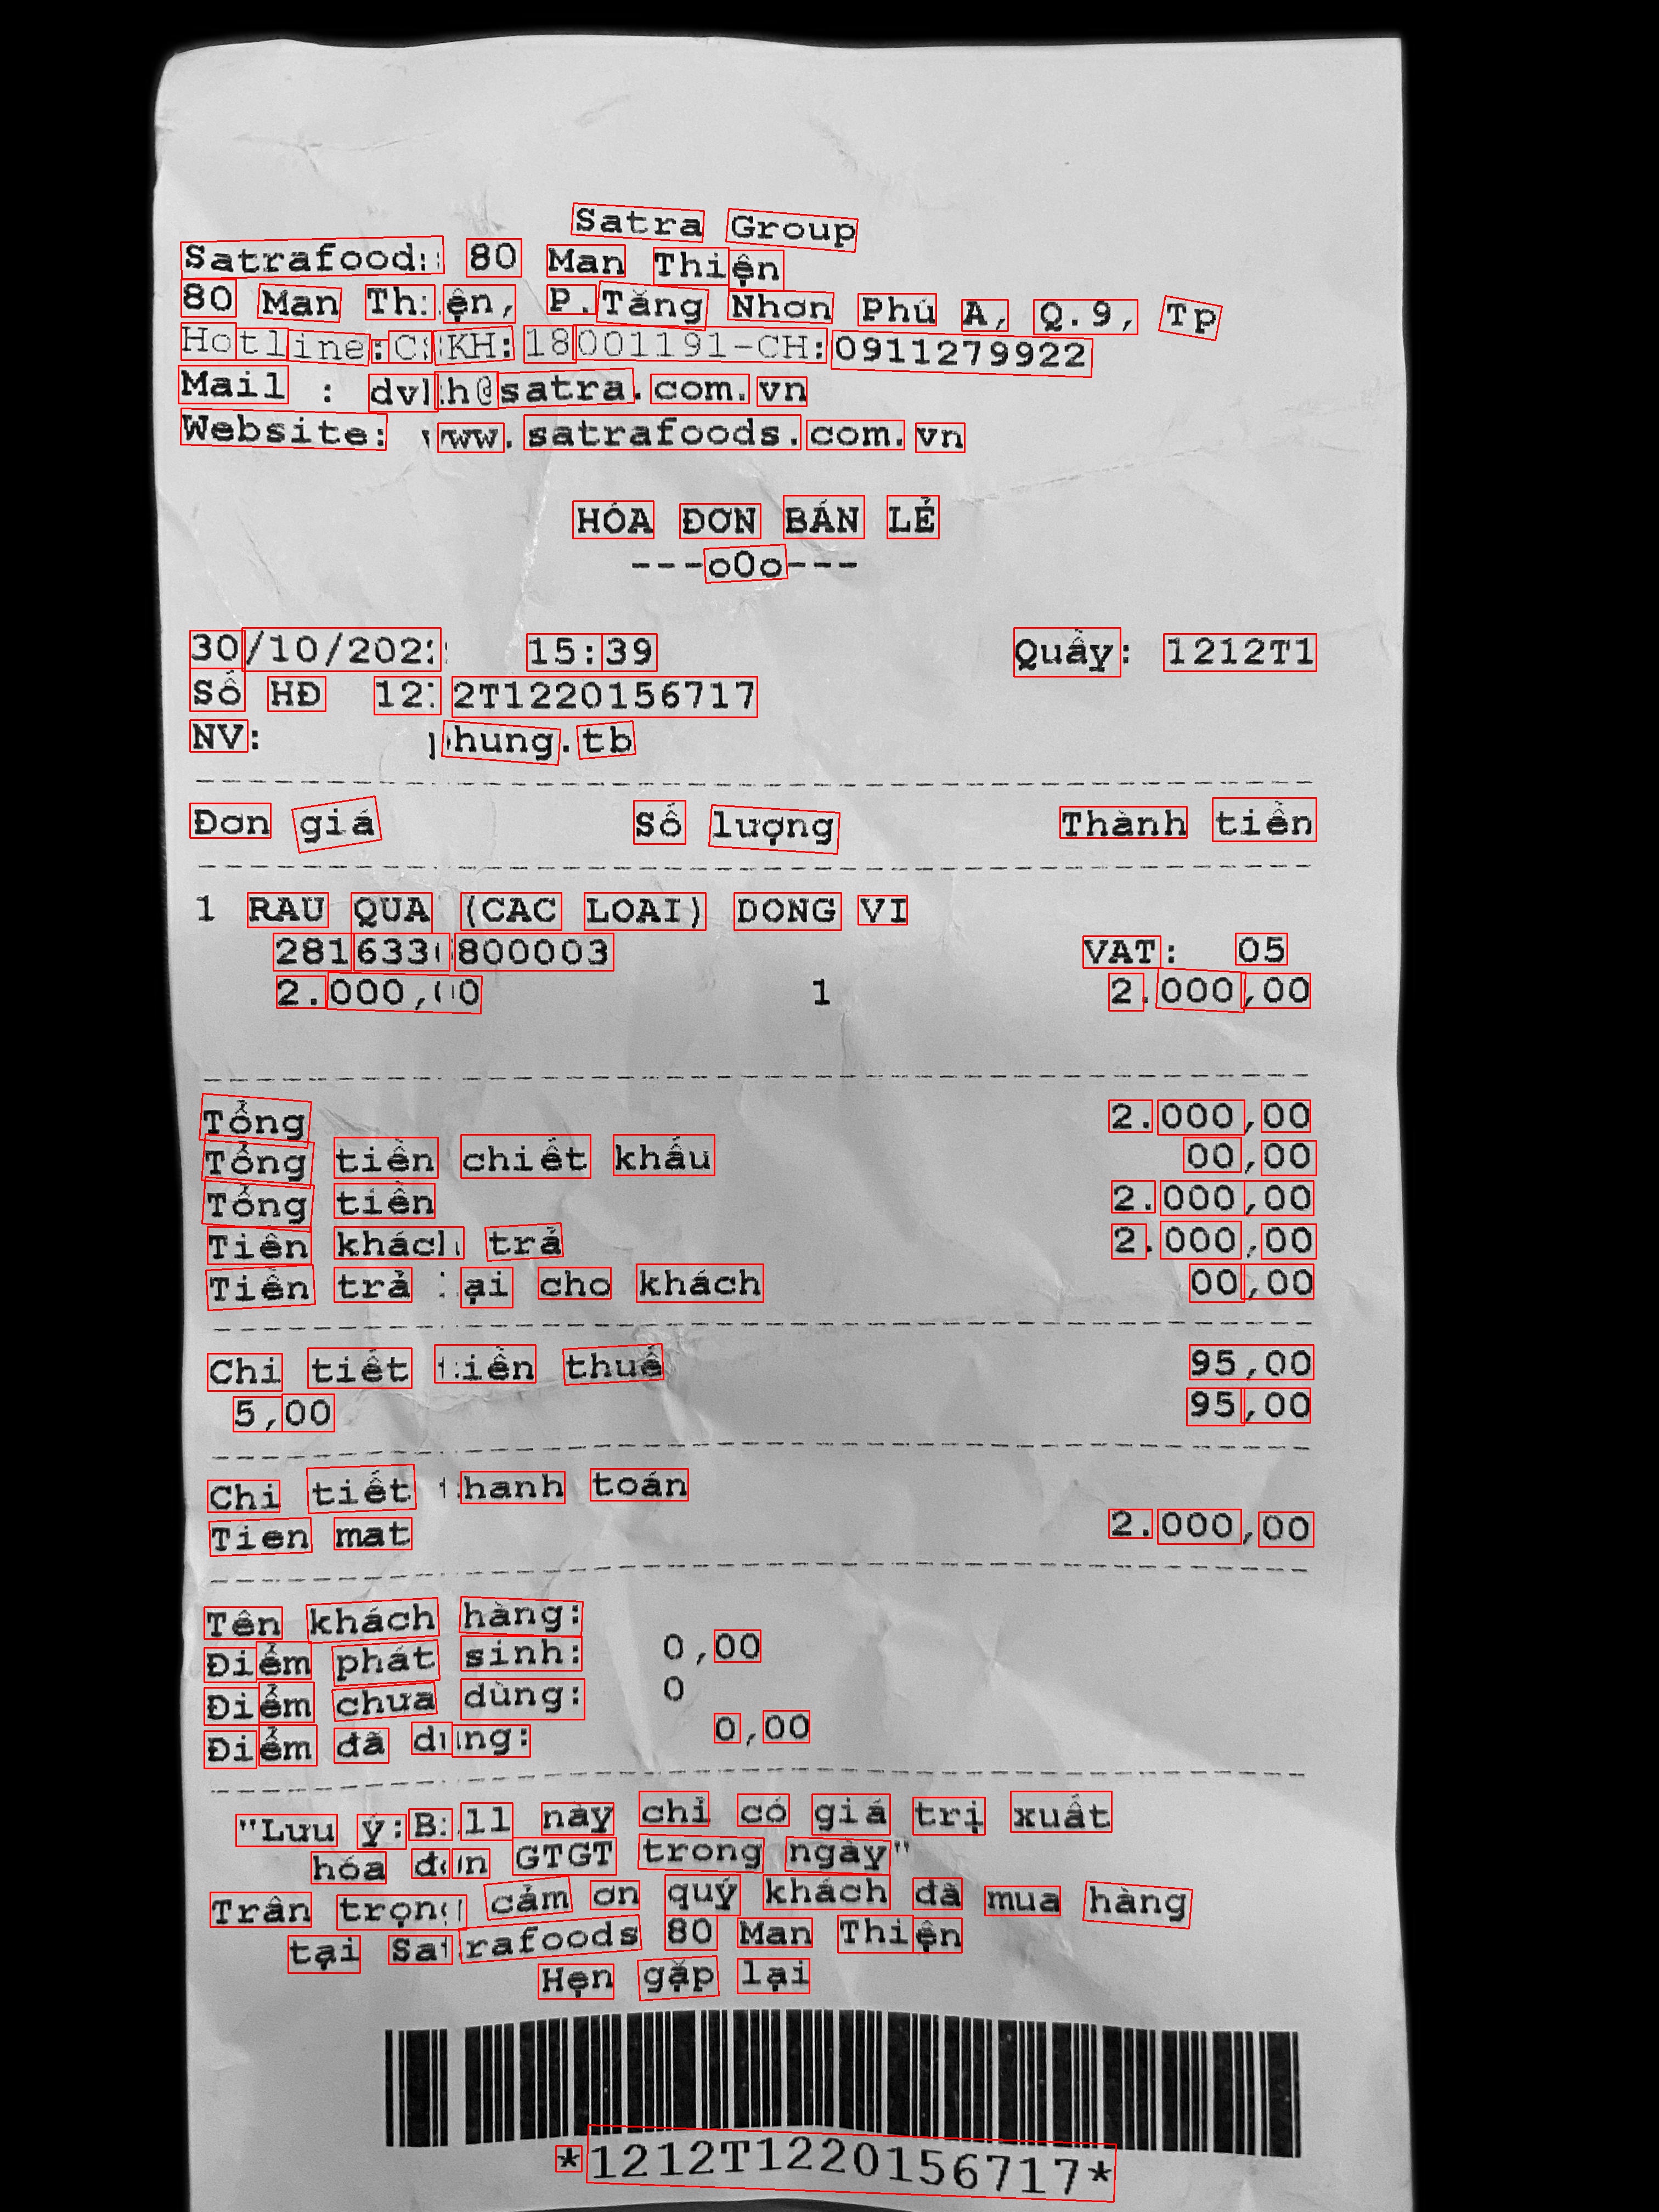 Satra Group
Satrafood: 80 Man Thiện
80 Man Thiện, P.Tăng Nhơn Phú A, Q.9, Tp
Hotline:CSKH:18001191-CH:0911279922
Mail : dvkh@satra.com.vn
Website: www.satrafoods.com.vn
HÓA ĐƠN BÁN LẺ
---oOo---
30/10/202 15:39 Quầy: 1212T1
Số HĐ 1212T1220156717
NV: phung.tb
Đơn giá Số lượng Thành tiền
1 RAU QUA (CAC LOAI) DONG VI
2816330800003 VAT: 05
2.000,00 1 2.000,00
Tổng 2.000,00
Tổng tiền chiết khấu 00,00
Tổng tiền 2.000,00
Tiền khách trả 2.000,00
Tiền trả lại cho khách 00,00
Chi tiết tiền thuế 95,00
5,00 95,00
Chi tiết thanh toán
Tien mat 2.000,00
Tên khách hàng:
Điểm phát sinh: 0,00
Điểm chưa dùng: 0
Điểm đã dùng: 0,00
"Lưu ý:Bill này chỉ có giá trị xuất
hóa đơn GTGT trong ngày"
Trân trọng cảm ơn quý khách đã mua hàng
tại Satrafoods 80 Man Thiện
Hẹn gặp lại
*1212T1220156717*